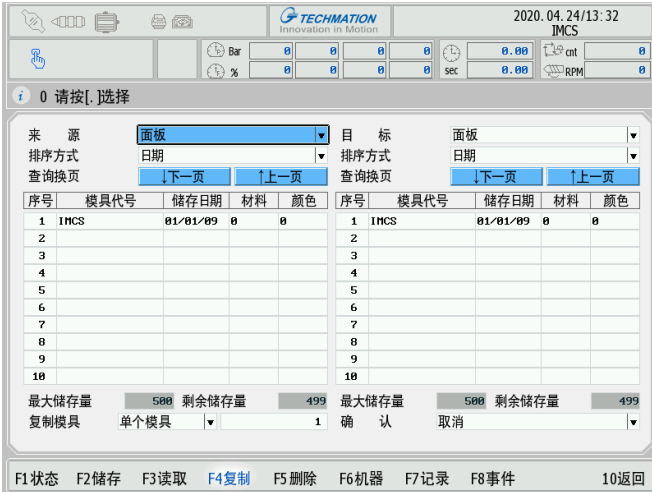 TECHMATION
Innovation in Motion
2020.04.24/13:32
IMCS
Bar 0 0 0 0 0.00 cnt 0
% 0 0 0 0 sec 0.00 RPM 0
i 0 请按[.]选择
来 源 面板 目 标 面板
排序方式 日期 排序方式 日期
查询换页 ↓下一页 ↑上一页 查询换页 ↓下一页 ↑上一页
序号 模具代号 储存日期 材料 颜色 序号 模具代号 储存日期 材料 颜色
1 IMCS 01/01/09 0 0 1 IMCS 01/01/09 0 0
2 2
3 3
4 4
5 5
6 6
7 7
8 8
9 9
10 10
最大储存量 500 剩余储存量 499 最大储存量 500 剩余储存量 499
复制模具 单个模具 1 确 认 取消
F1状态 F2储存 F3读取 F4复制 F5删除 F6机器 F7记录 F8事件 10返回